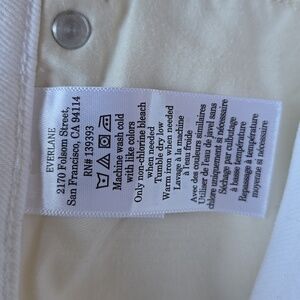 EVERLANE
2170 Folsom Street,
San Francisco, CA 94114
RN# 139393
Machine wash cold
with like colors
Only non-chlorine bleach
when needed
Tumble dry low
Warm iron when needed
Lavage à la machine
à l'eau froide
Avec des couleurs similaires
Utiliser de l'eau de javel sans
chlore uniquement si nécessaire
Séchage par culbutage
à basse température
Repassage à température
moyenne si nécessaire